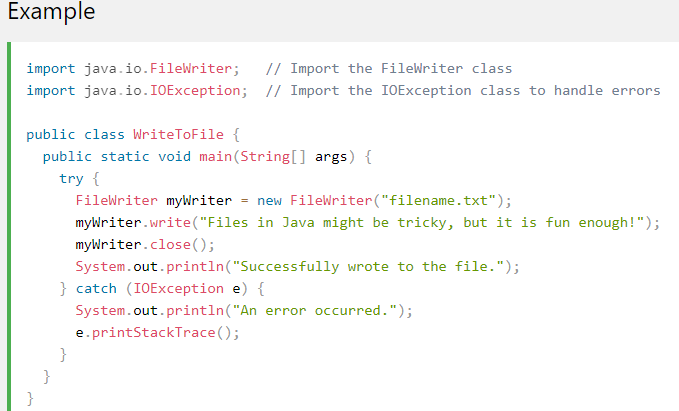 Example
import java.io.FileWriter;   // Import the FileWriter class
import java.io.IOException;  // Import the IOException class to handle errors
public class WriteToFile {
  public static void main(String[] args) {
    try {
      FileWriter myWriter = new FileWriter("filename.txt");
      myWriter.write("Files in Java might be tricky, but it is fun enough!");
      myWriter.close();
      System.out.println("Successfully wrote to the file.");
    } catch (IOException e) {
      System.out.println("An error occurred.");
      e.printStackTrace();
    }
  }
}